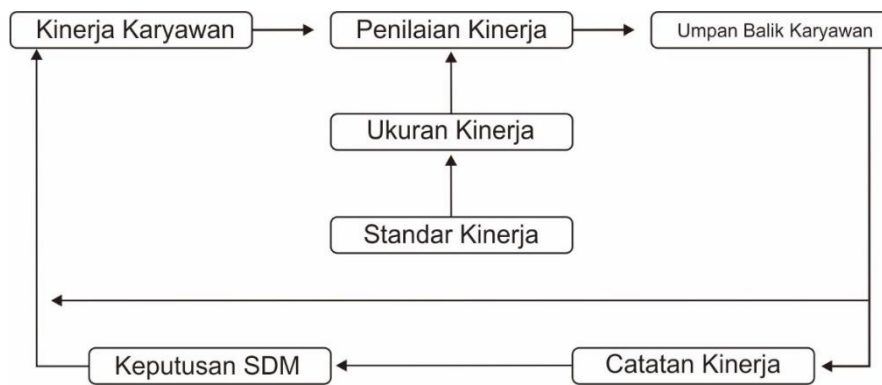 Kinerja Karyawan
Penilaian Kinerja
Umpan Balik Karyawan
Ukuran Kinerja
Standar Kinerja
Keputusan SDM
Catatan Kinerja